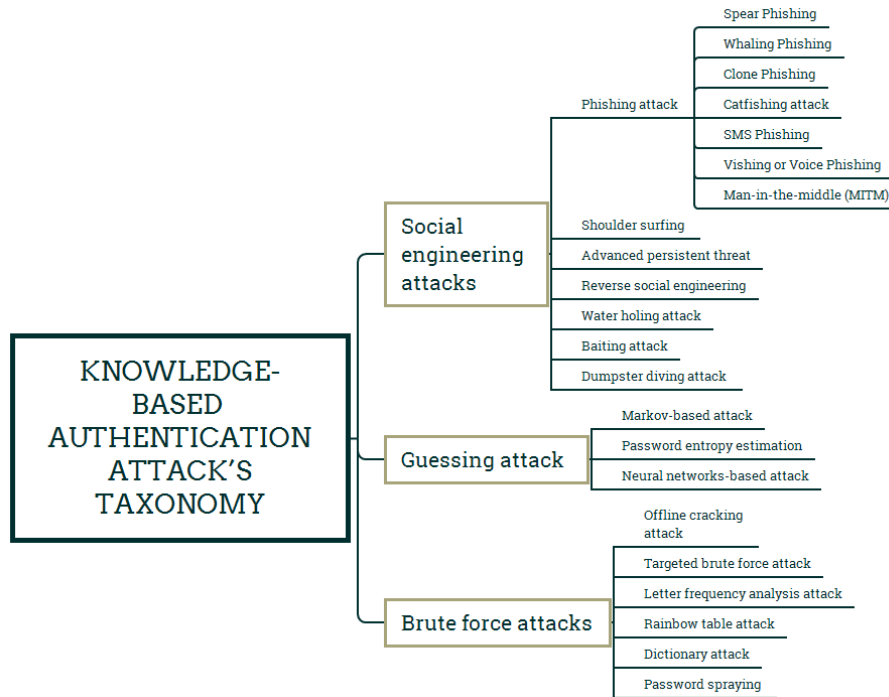 KNOWLEDGE-
BASED
AUTHENTICATION
ATTACK'S
TAXONOMY
Social
engineering
attacks
Phishing attack
Spear Phishing
Whaling Phishing
Clone Phishing
Catfishing attack
SMS Phishing
Vishing or Voice Phishing
Man-in-the-middle (MITM)
Shoulder surfing
Advanced persistent threat
Reverse social engineering
Water holing attack
Baiting attack
Dumpster diving attack
Guessing attack
Markov-based attack
Password entropy estimation
Neural networks-based attack
Brute force attacks
Offline cracking
attack
Targeted brute force attack
Letter frequency analysis attack
Rainbow table attack
Dictionary attack
Password spraying